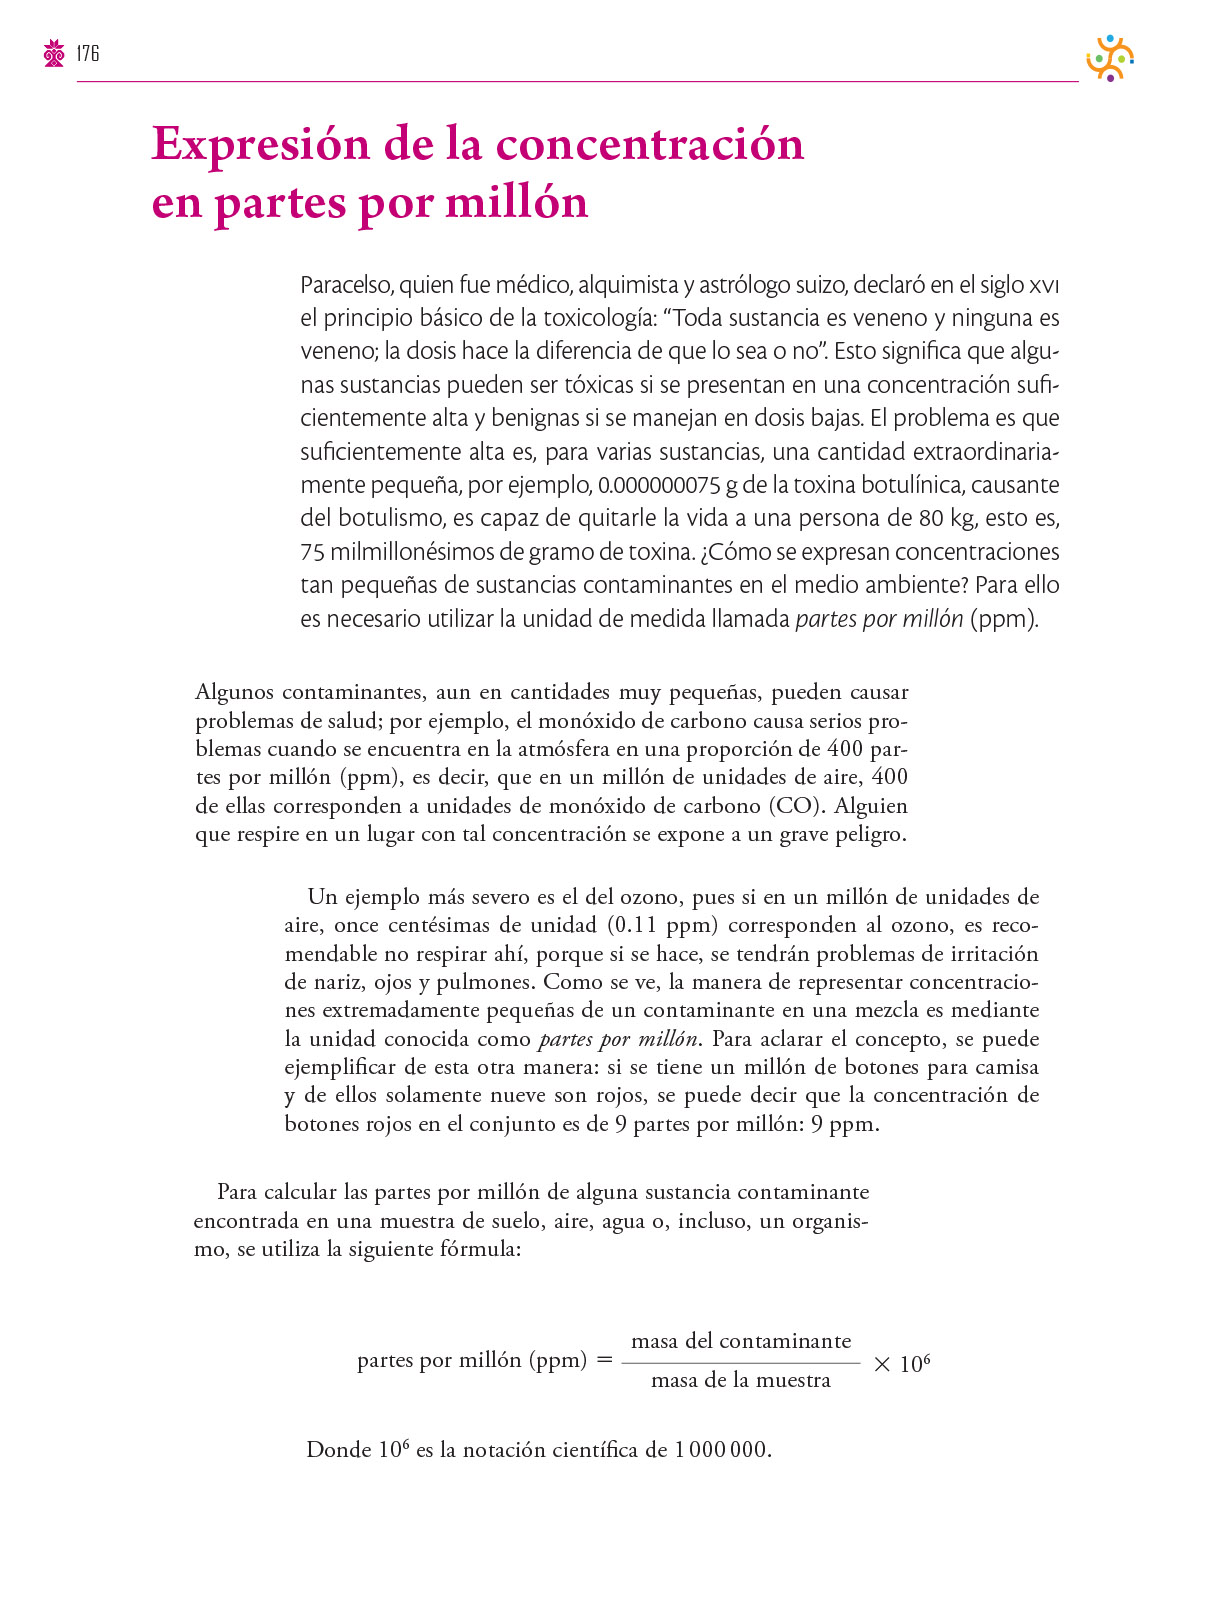 176
Expresión de la concentración
en partes por millón
Paracelso, quien fue médico, alquimista y astrólogo suizo, declaró en el siglo XVI
el principio básico de la toxicología: “Toda sustancia es veneno y ninguna es
veneno; la dosis hace la diferencia de que lo sea o no”. Esto significa que algu-
nas sustancias pueden ser tóxicas si se presentan en una concentración sufi-
cientemente alta y benignas si se manejan en dosis bajas. El problema es que
suficientemente alta es, para varias sustancias, una cantidad extraordinaria-
mente pequeña, por ejemplo, 0.000000075 g de la toxina botulínica, causante
del botulismo, es capaz de quitarle la vida a una persona de 80 kg, esto es,
75 milmillonésimos de gramo de toxina. ¿Cómo se expresan concentraciones
tan pequeñas de sustancias contaminantes en el medio ambiente? Para ello
es necesario utilizar la unidad de medida llamada partes por millón (ppm).
Algunos contaminantes, aun en cantidades muy pequeñas, pueden causar
problemas de salud; por ejemplo, el monóxido de carbono causa serios pro-
blemas cuando se encuentra en la atmósfera en una proporción de 400 par-
tes por millón (ppm), es decir, que en un millón de unidades de aire, 400
de ellas corresponden a unidades de monóxido de carbono (CO). Alguien
que respire en un lugar con tal concentración se expone a un grave peligro.
Un ejemplo más severo es el del ozono, pues si en un millón de unidades de
aire, once centésimas de unidad (0.11 ppm) corresponden al ozono, es reco-
mendable no respirar ahí, porque si se hace, se tendrán problemas de irritación
de nariz, ojos y pulmones. Como se ve, la manera de representar concentracio-
nes extremadamente pequeñas de un contaminante en una mezcla es mediante
la unidad conocida como partes por millón. Para aclarar el concepto, se puede
ejemplificar de esta otra manera: si se tiene un millón de botones para camisa
y de ellos solamente nueve son rojos, se puede decir que la concentración de
botones rojos en el conjunto es de 9 partes por millón: 9 ppm.
Para calcular las partes por millón de alguna sustancia contaminante
encontrada en una muestra de suelo, aire, agua o, incluso, un organis-
mo, se utiliza la siguiente fórmula:
masa del contaminante
partes por millón (ppm) = × 10⁶
masa de la muestra
Donde 10⁶ es la notación científica de 1 000 000.